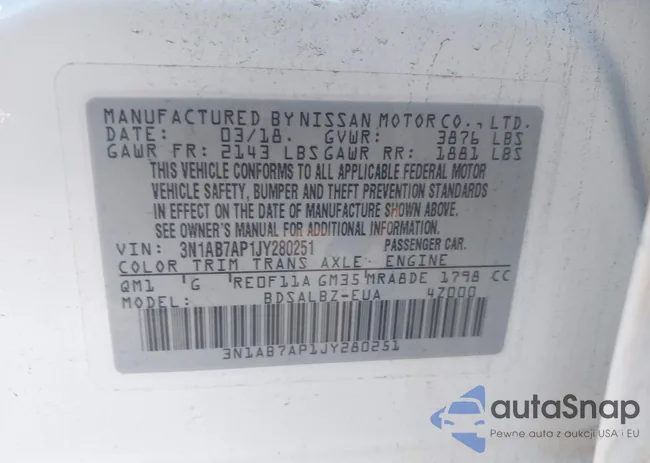 MANUFACTURED BY NISSAN MOTOR CO., LTD.
DATE: 03/18. GVWR: 3876 LBS
GAWR FR: 2143 LBS GAWR RR: 1881 LBS
THIS VEHICLE CONFORMS TO ALL APPLICABLE FEDERAL MOTOR
VEHICLE SAFETY, BUMPER AND THEFT PREVENTION STANDARDS
IN EFFECT ON THE DATE OF MANUFACTURE SHOWN ABOVE.
SEE OWNER'S MANUAL FOR ADDITIONAL INFORMATION.
VIN: 3N1AB7AP1JY280251 PASSENGER CAR.
COLOR TRIM TRANS AXLE ENGINE
QM1 G RE0F11A GM35 MRA8DE 1798 CC
MODEL: BDSALBZ-EUA 4Z000
3N1AB7AP1JY280251
autoSnap
Pewne auta z aukcji USA i EU